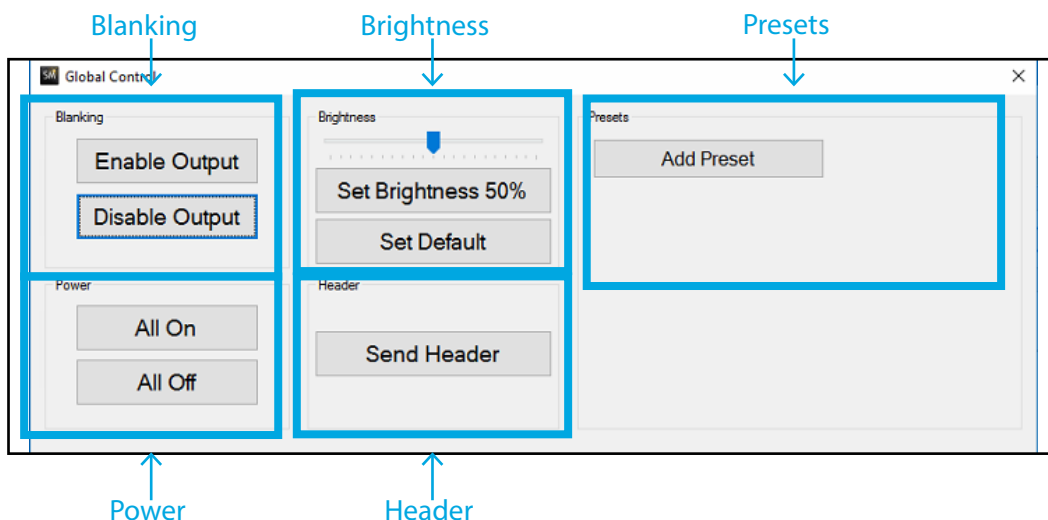 Blanking
Brightness
Presets
SM Global Control
Blanking
Enable Output
Disable Output
Brightness
Set Brightness 50%
Set Default
Presets
Add Preset
Power
All On
All Off
Header
Send Header
Power
Header